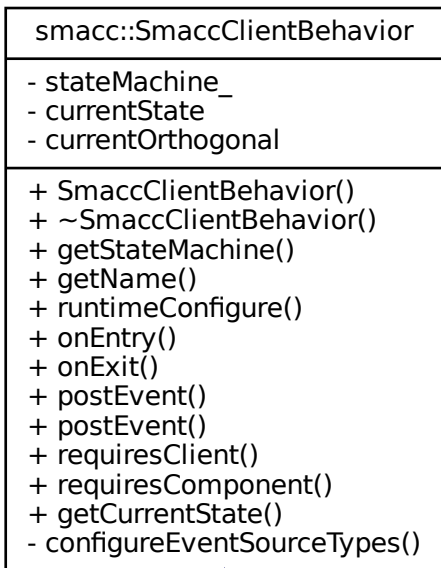 smacc::SmaccClientBehavior
- stateMachine_
- currentState
- currentOrthogonal
+ SmaccClientBehavior()
+ ~SmaccClientBehavior()
+ getStateMachine()
+ getName()
+ runtimeConfigure()
+ onEntry()
+ onExit()
+ postEvent()
+ postEvent()
+ requiresClient()
+ requiresComponent()
+ getCurrentState()
- configureEventSourceTypes()